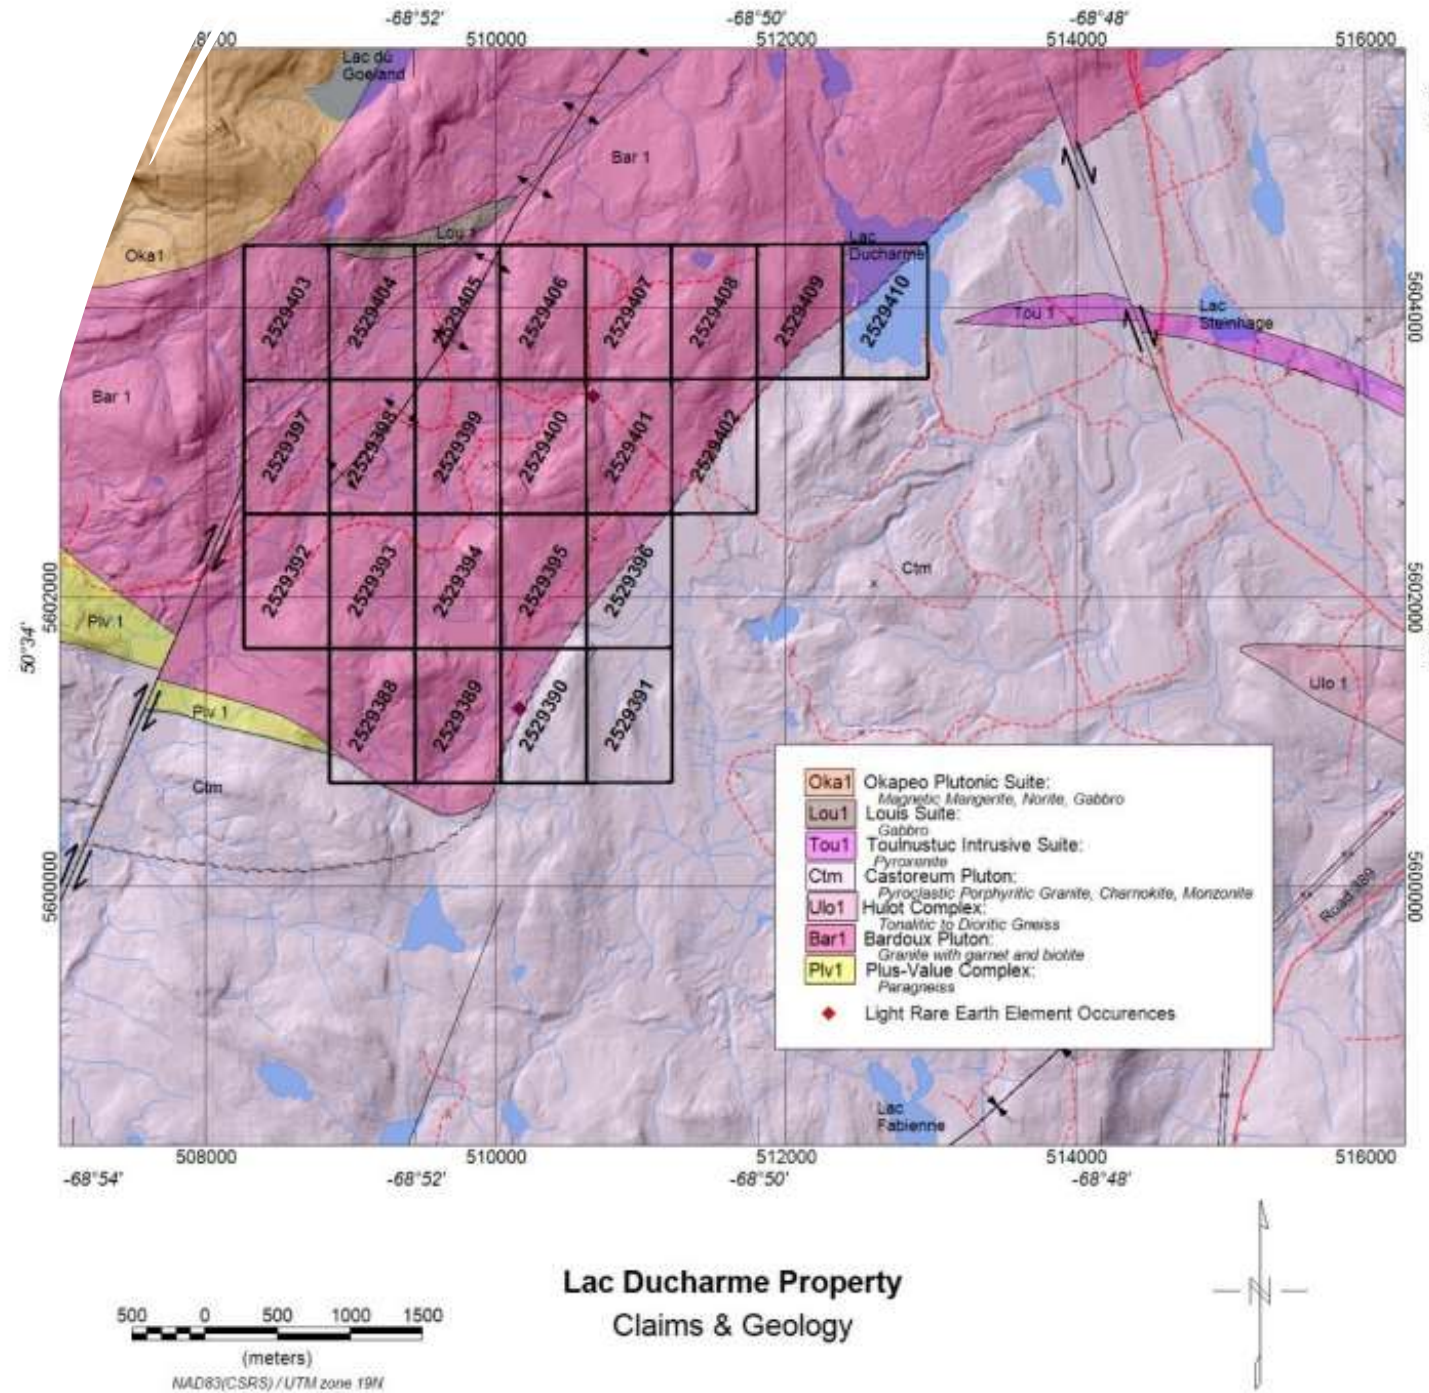 -68°52'
-68°50'
-68°48'
510000
512000
514000
516000
Lac du
Goeland
Bar 1
Lou 1
Oka1
Lac
Ducharme
2529403
2529404
2529405
2529406
2529407
2529408
2529409
2529410
Tou 1
Lac
Steinhage
5604000
Bar 1
2529397
2529398
2529399
2529400
2529401
2529402
2529392
2529393
2529394
2529395
2529396
Ctm
5602000
5602000
50°34'
Plv 1
Ulo 1
Plv 1
2529388
2529389
2529390
2529391
Ctm
Oka1 Okapeo Plutonic Suite:
Magnetic Mangerite, Norite, Gabbro
Lou1 Louis Suite:
Gabbro
Tou1 Toulnustuc Intrusive Suite:
Pyroxenite
Ctm Castoreum Pluton:
Pyroclastic Porphyritic Granite, Charnokite, Monzonite
Ulo1 Hulot Complex:
Tonalitic to Dioritic Gneiss
Bar1 Bardoux Pluton:
Granite with garnet and biotite
Plv1 Plus-Value Complex:
Paragneiss
Light Rare Earth Element Occurences
5600000
5600000
Road 389
Lac
Fabienne
508000
510000
512000
514000
516000
-68°54'
-68°52'
-68°50'
-68°48'
N
Lac Ducharme Property
Claims & Geology
500 0 500 1000 1500
(meters)
NAD83(CSRS) / UTM zone 19N